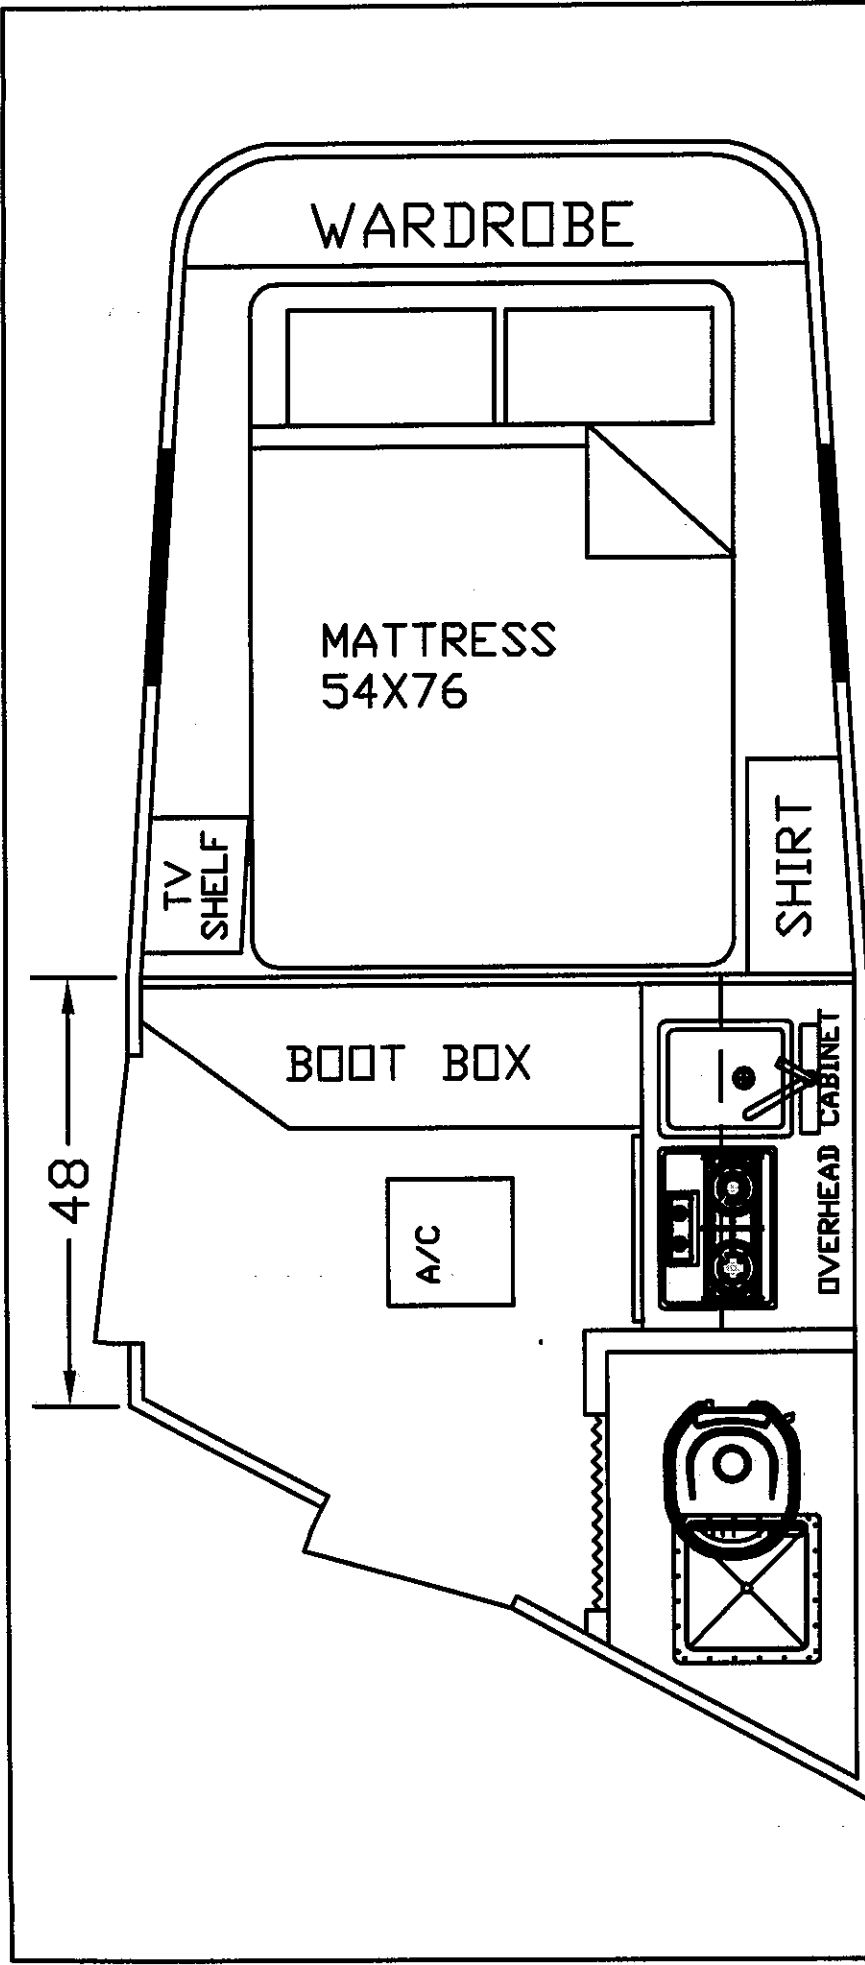 WARDROBE
MATTRESS
54X76
TV
SHELF
SHIRT
BOOT BOX
OVERHEAD CABINET
48
A/C